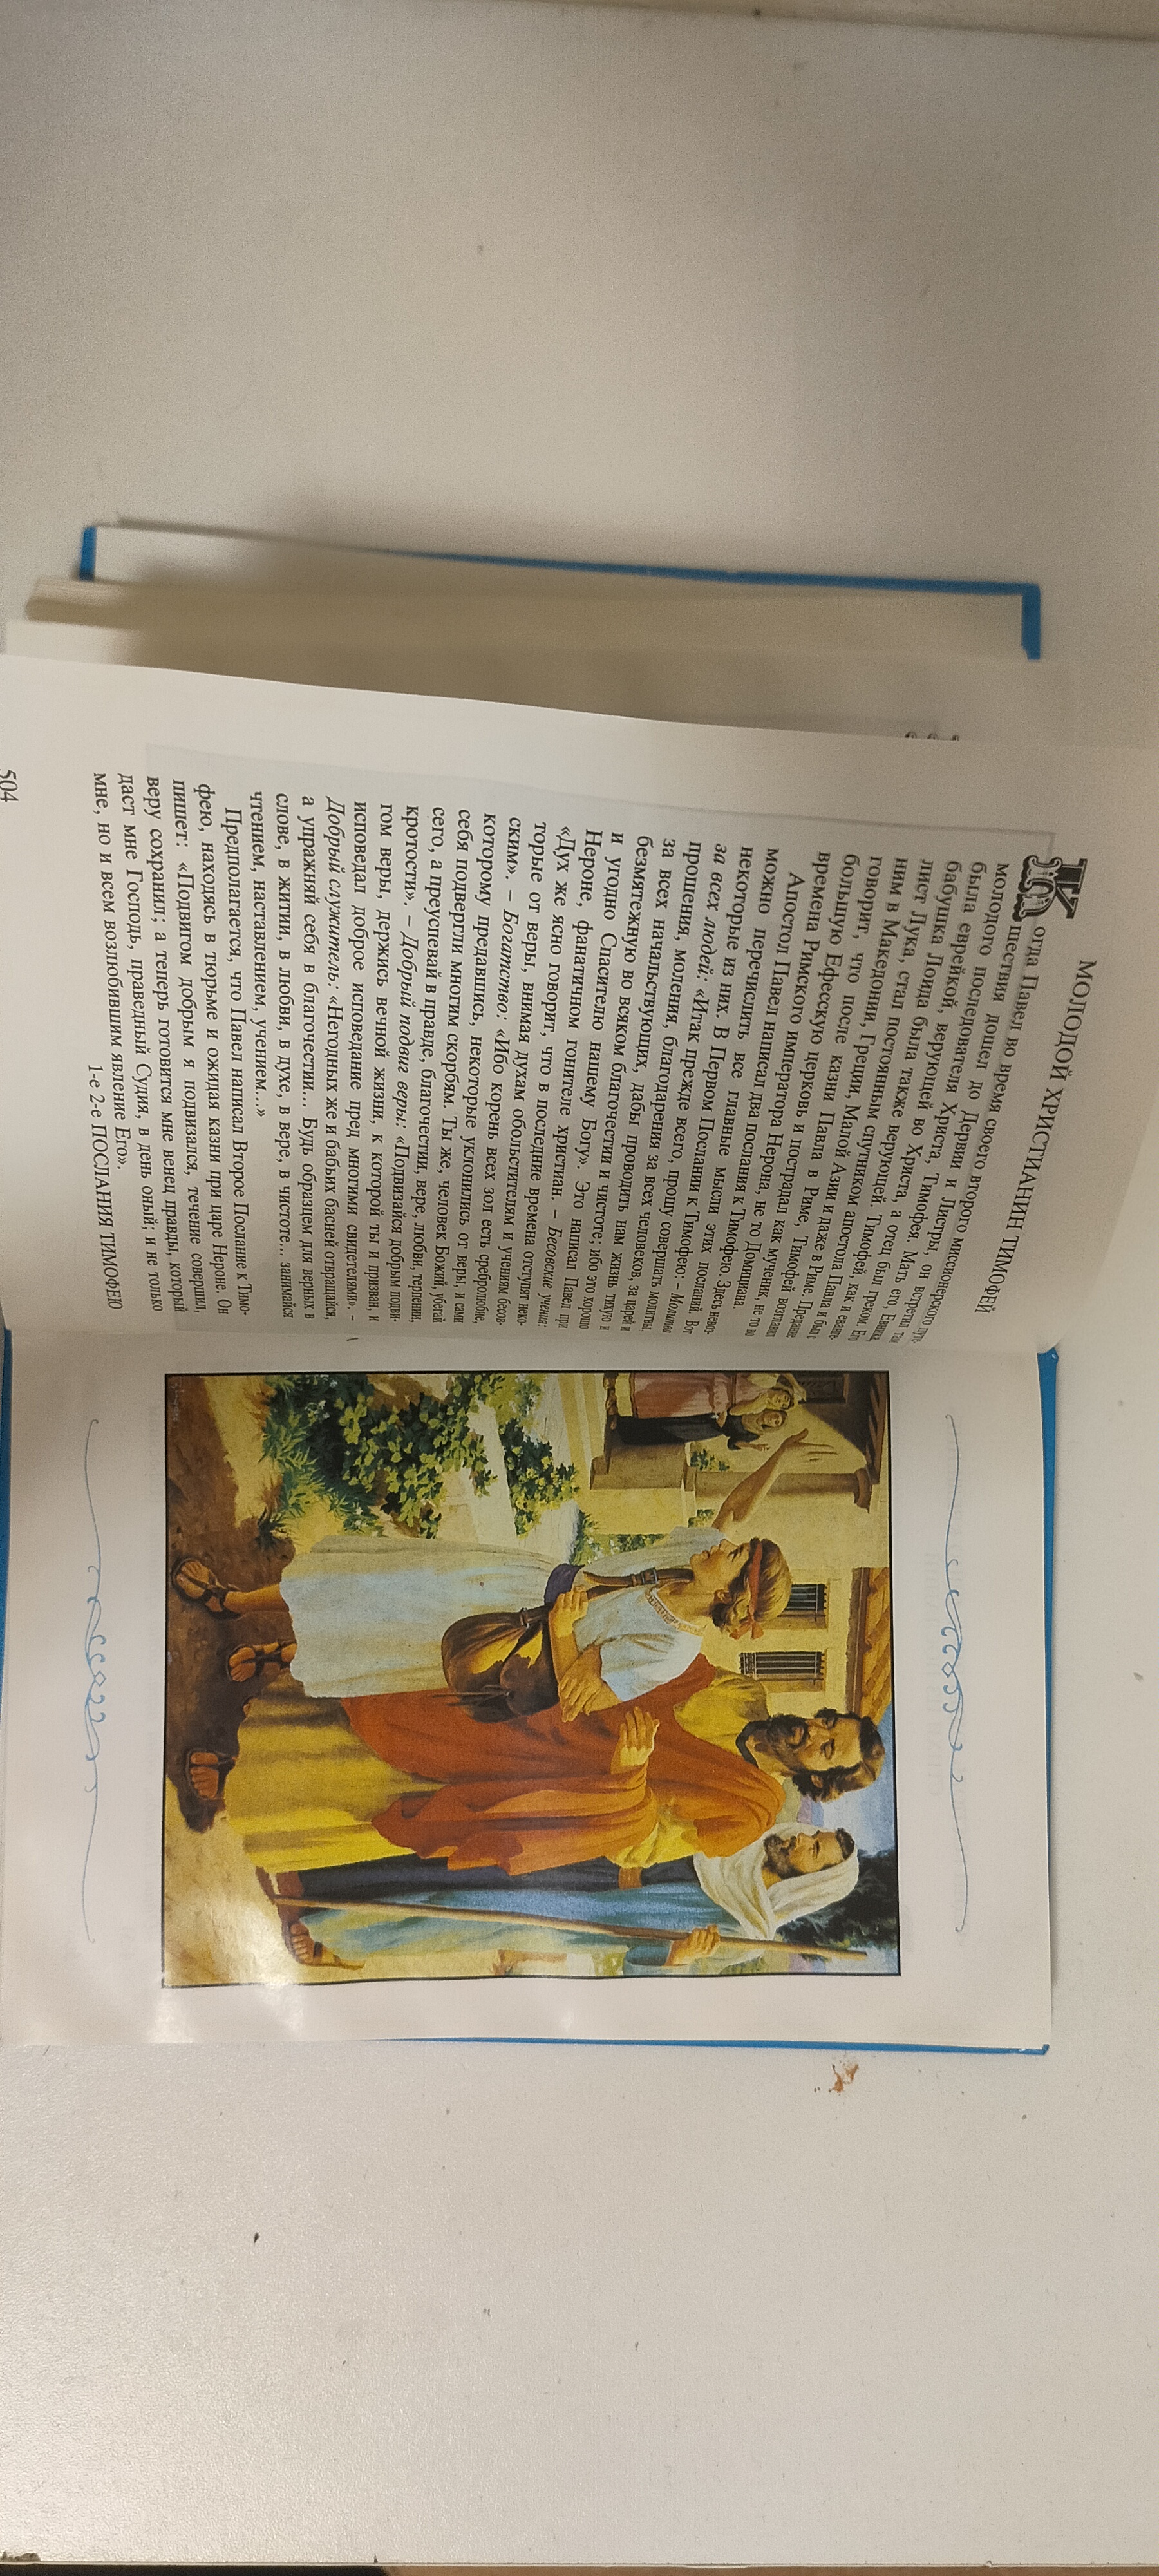 МОЛОДОЙ ХРИСТИАНИН ТИМОФЕЙ
Когда Павел во время своего второго миссионерского путе-
шествия дошел до Дервии и Листры, он встретил там
молодого последователя Христа, Тимофея. Мать его, Евника,
была еврейкой, верующей во Христа, а отец был Греком. Его
бабушка Лоида была также верующей. Тимофей, как и еванге-
лист Лука, стал постоянным спутником апостола Павла и был с
ним в Македонии, Греции, Малой Азии и даже в Риме. Предание
говорит, что после казни Павла в Риме, Тимофей возглавил
большую Ефесскую церковь и пострадал как мученик, не то во
времена Римского императора Нерона, не то Домициана.
Апостол Павел написал два послания к Тимофею. Здесь невоз-
можно перечислить все главные мысли этих посланий. Вот
некоторые из них. В Первом Послании к Тимофею: – Молитва
за всех людей: «Итак прежде всего, прошу совершать молитвы,
прошения, моления, благодарения за всех человеков, за царей и
за всех начальствующих, дабы проводить нам жизнь тихую и
безмятежную во всяком благочестии и чистоте; ибо это хорошо
и угодно Спасителю нашему Богу». Это написал Павел при
Нероне, фанатичном гонителе христиан. – Бесовские учения:
«Дух же ясно говорит, что в последние времена отступят неко-
торые от веры, внимая духам обольстителям и учениям бесов-
ским». – Богатство: «Ибо корень всех зол есть сребролюбие,
которому предавшись, некоторые уклонились от веры, и сами
себя подвергли многим скорбям. Ты же, человек Божий, убегай
сего, а преуспевай в правде, благочестии, вере, любви, терпении,
кротости». – Добрый подвиг веры: «Подвизайся добрым подви-
гом веры, держись вечной жизни, к которой ты и призван, и
исповедал доброе исповедание пред многими свидетелями». –
Добрый служитель: «Негодных же и бабьих басней отвращайся,
а упражняй себя в благочестии... Будь образцем для верных в
слове, в житии, в любви, в духе, в вере, в чистоте... занимайся
чтением, наставлением, учением...»
Предполагается, что Павел написал Второе Послание к Тимо-
фею, находясь в тюрьме и ожидая казни при царе Нероне. Он
пишет: «Подвигом добрым я подвизался, течение совершил,
веру сохранил; а теперь готовится мне венец правды, который
даст мне Господь, праведный Судия, в день оный; и не только
мне, но и всем возлюбившим явление Его».
1-е 2-е ПОСЛАНИЯ ТИМОФЕЮ
504